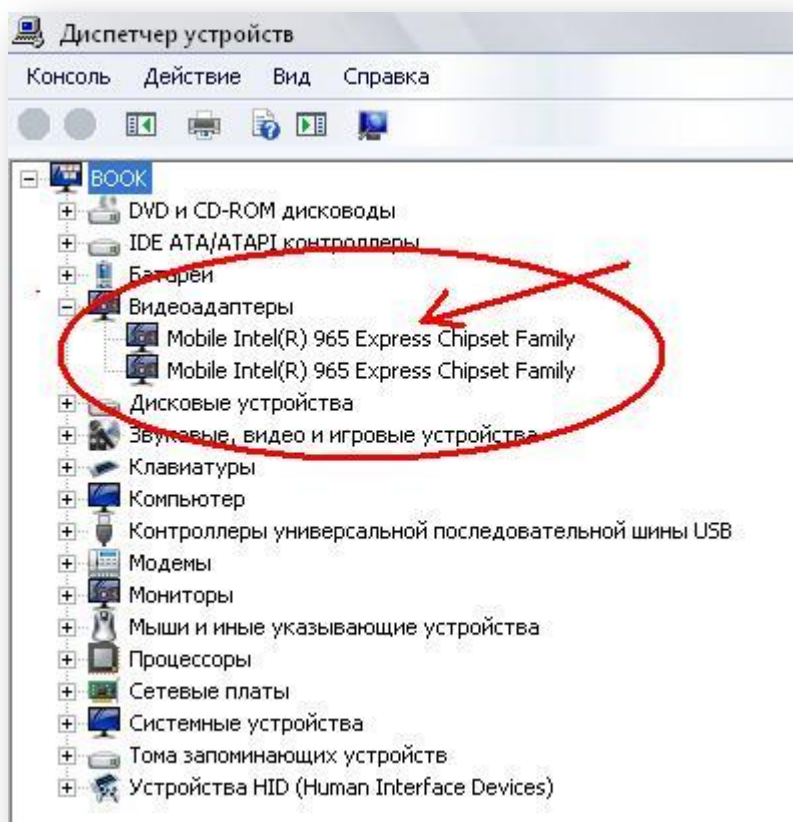 Диспетчер устройств
Консоль Действие Вид Справка
BOOK
DVD и CD-ROM дисководы
IDE ATA/ATAPI контроллеры
Батареи
Видеоадаптеры
Mobile Intel(R) 965 Express Chipset Family
Mobile Intel(R) 965 Express Chipset Family
Дисковые устройства
Звуковые, видео и игровые устройства
Клавиатуры
Компьютер
Контроллеры универсальной последовательной шины USB
Модемы
Мониторы
Мыши и иные указывающие устройства
Процессоры
Сетевые платы
Системные устройства
Тома запоминающих устройств
Устройства HID (Human Interface Devices)